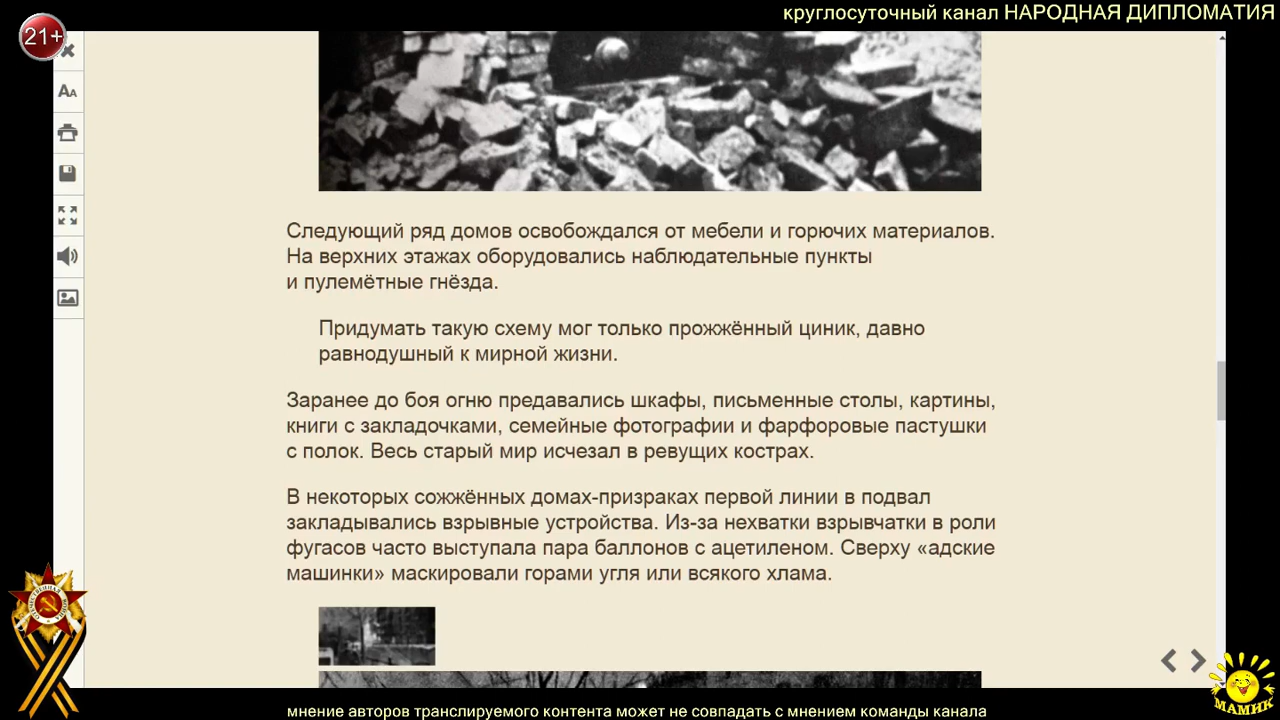 круглосуточный канал НАРОДНАЯ ДИПЛОМАТИЯ
21+
AA
Следующий ряд домов освобождался от мебели и горючих материалов.
На верхних этажах оборудовались наблюдательные пункты
и пулемётные гнёзда.
Придумать такую схему мог только прожжённый циник, давно
равнодушный к мирной жизни.
Заранее до боя огню предавались шкафы, письменные столы, картины,
книги с закладочками, семейные фотографии и фарфоровые пастушки
с полок. Весь старый мир исчезал в ревущих кострах.
В некоторых сожжённых домах-призраках первой линии в подвал
закладывались взрывные устройства. Из-за нехватки взрывчатки в роли
фугасов часто выступала пара баллонов с ацетиленом. Сверху «адские
машинки» маскировали горами угля или всякого хлама.
МАМИК
мнение авторов транслируемого контента может не совпадать с мнением команды канала